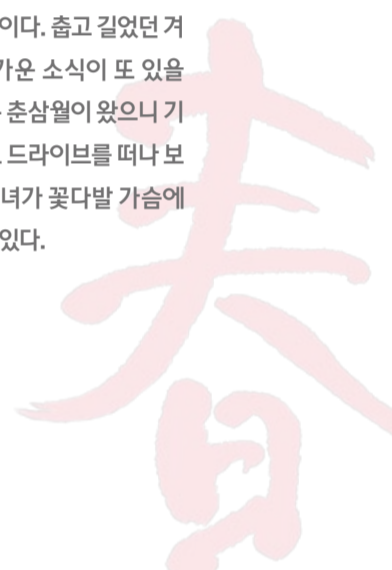 이다. 춥고 길었던 겨
가운 소식이 또 있을
춘삼월이 왔으니 기
드라이브를 떠나 보
녀가 꽃다발 가슴에
있다.
春